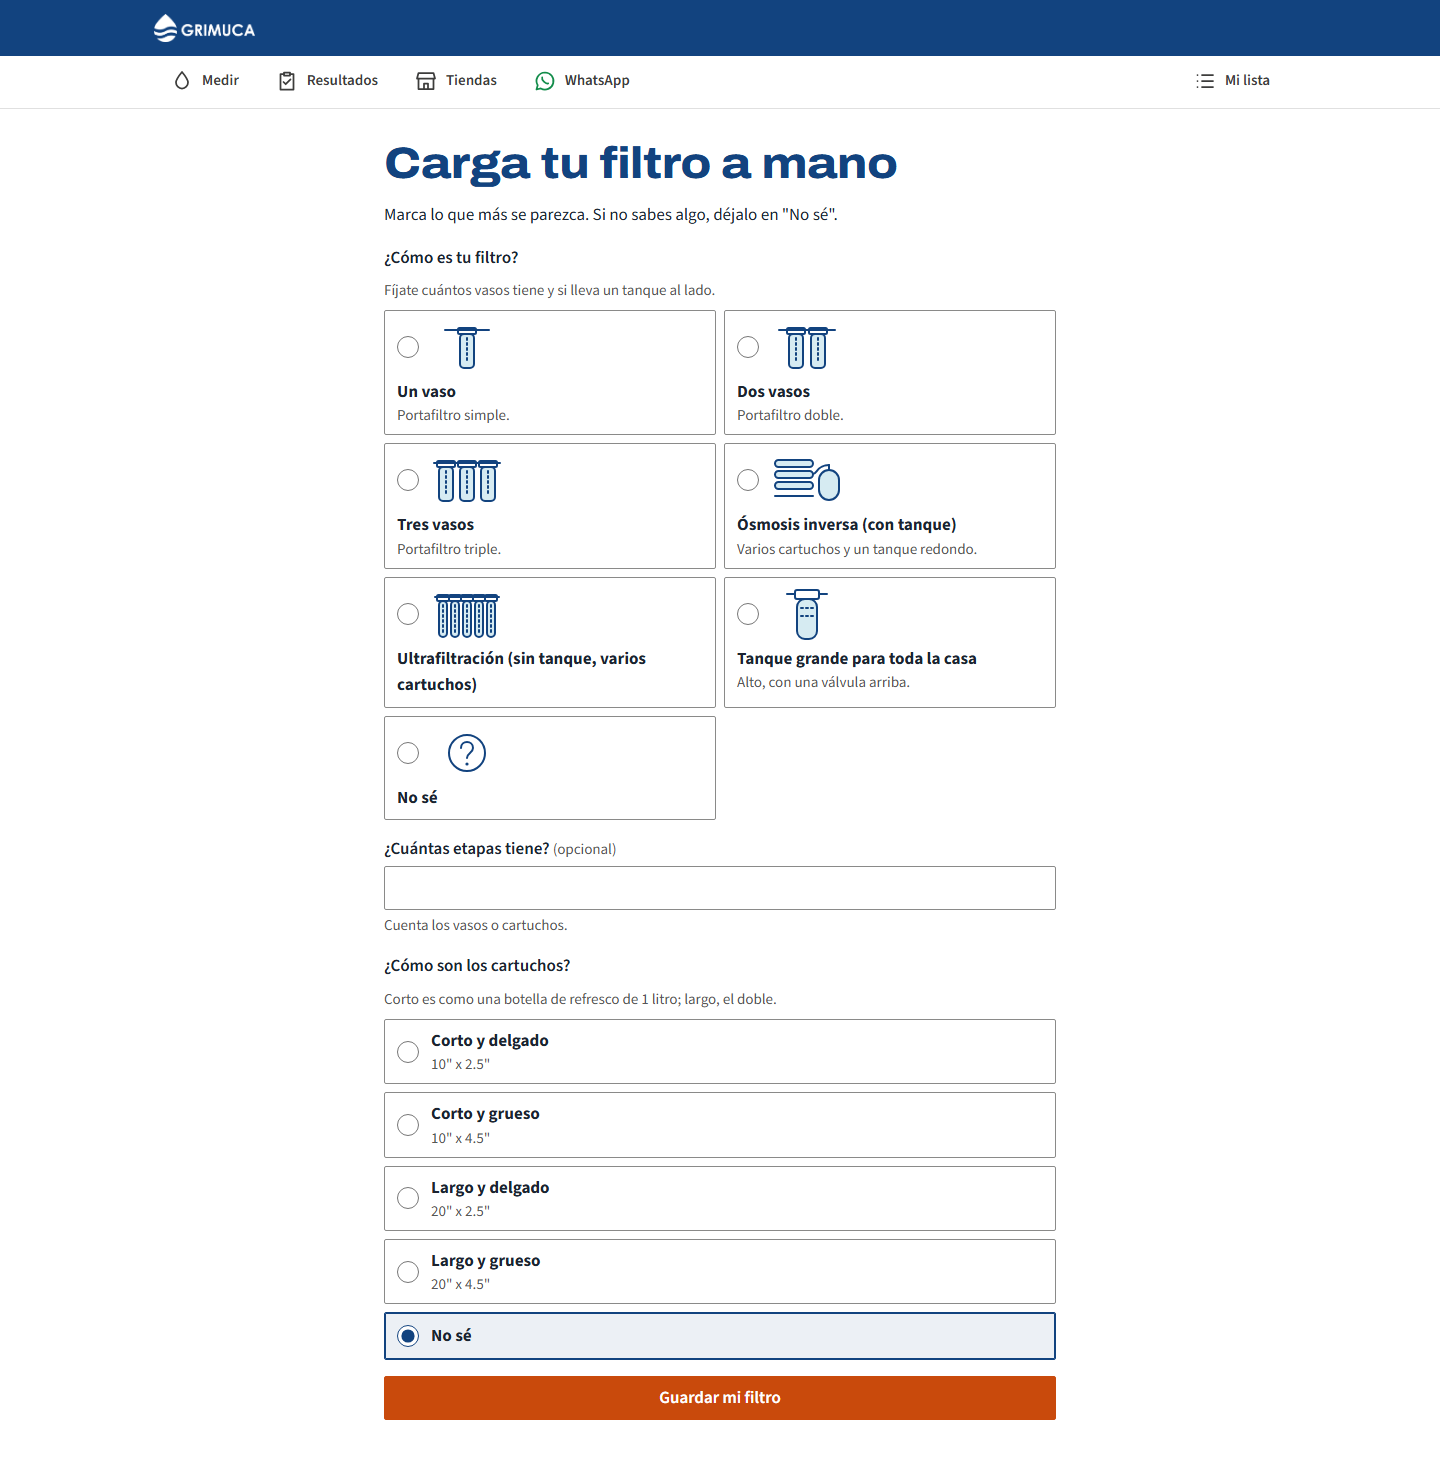 GRIMUCA
Medir
Resultados
Tiendas
WhatsApp
Mi lista
Carga tu filtro a mano
Marca lo que más se parezca. Si no sabes algo, déjalo en "No sé".
¿Cómo es tu filtro?
Fíjate cuántos vasos tiene y si lleva un tanque al lado.
Un vaso
Portafiltro simple.
Dos vasos
Portafiltro doble.
Tres vasos
Portafiltro triple.
Ósmosis inversa (con tanque)
Varios cartuchos y un tanque redondo.
Ultrafiltración (sin tanque, varios
cartuchos)
Tanque grande para toda la casa
Alto, con una válvula arriba.
?
No sé
¿Cuántas etapas tiene? (opcional)
Cuenta los vasos o cartuchos.
¿Cómo son los cartuchos?
Corto es como una botella de refresco de 1 litro; largo, el doble.
Corto y delgado
10" x 2.5"
Corto y grueso
10" x 4.5"
Largo y delgado
20" x 2.5"
Largo y grueso
20" x 4.5"
No sé
Guardar mi filtro